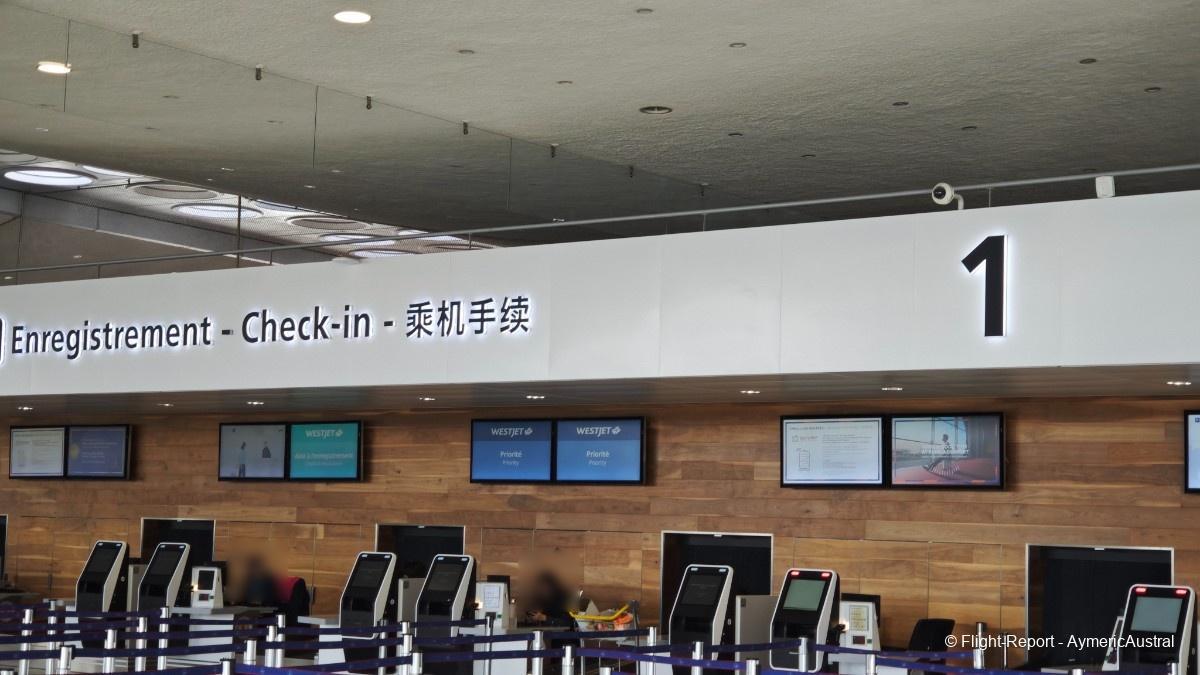 Enregistrement - Check-in - 乘机手续
1
WESTJET
WESTJET
WESTJET
Priorité
Priority
Priorité
Priority
© Flight-Report - AymericAustral